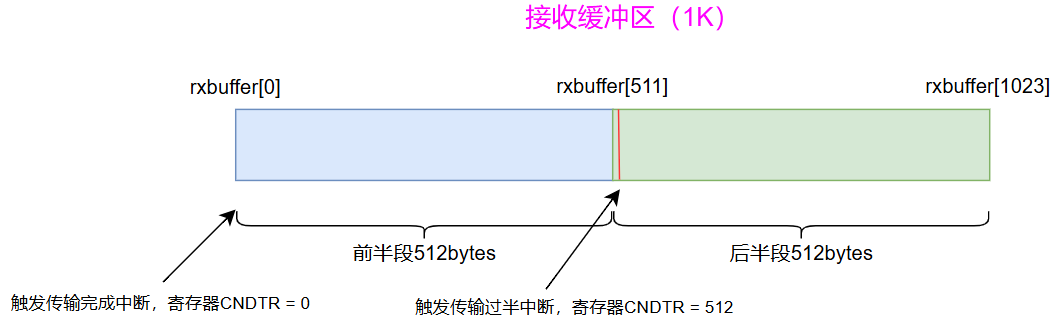 接收缓冲区（1K）
rxbuffer[0]
rxbuffer[511]
rxbuffer[1023]
前半段512bytes
后半段512bytes
触发传输完成中断，寄存器CNDTR = 0
触发传输过半中断，寄存器CNDTR = 512